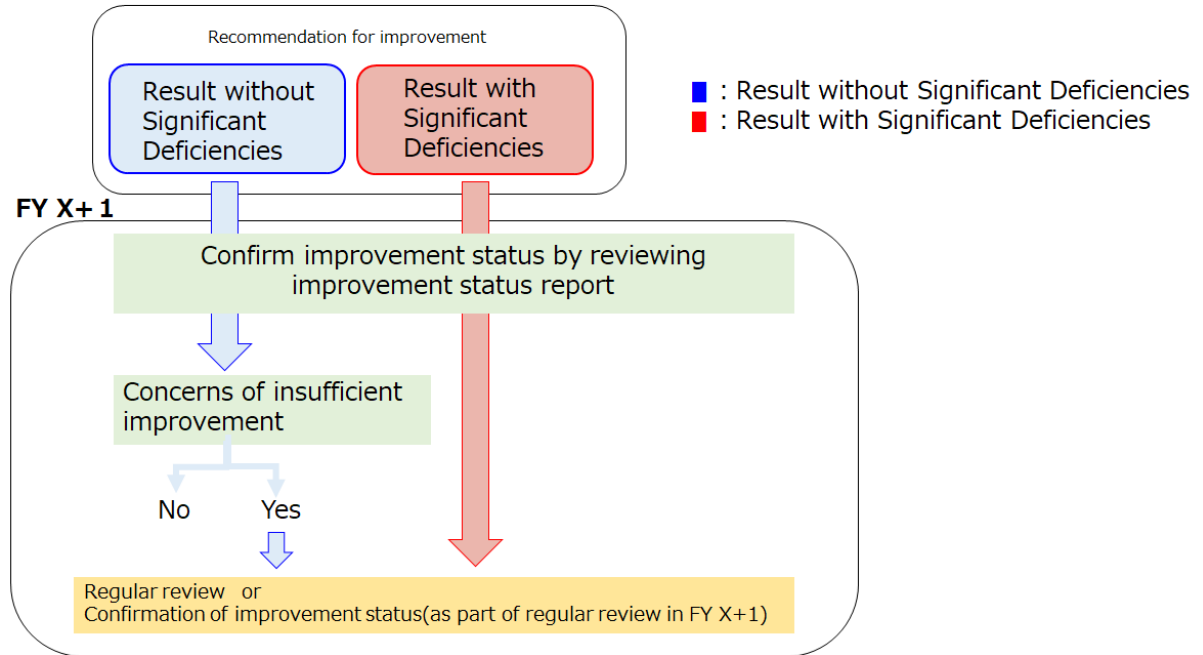 Recommendation for improvement
Result without
Significant
Deficiencies
Result with
Significant
Deficiencies
: Result without Significant Deficiencies
: Result with Significant Deficiencies
FY X+1
Confirm improvement status by reviewing
improvement status report
Concerns of insufficient
improvement
No
Yes
Regular review or
Confirmation of improvement status(as part of regular review in FY X+1)